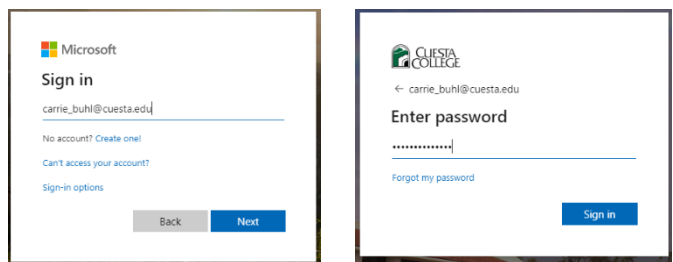 Microsoft
Sign in
carrie_buhl@cuesta.edu
No account? Create one!
Can't access your account?
Sign-in options
Back
Next
CUESTA
COLLEGE
← carrie_buhl@cuesta.edu
Enter password
••••••••••••••
Forgot my password
Sign in